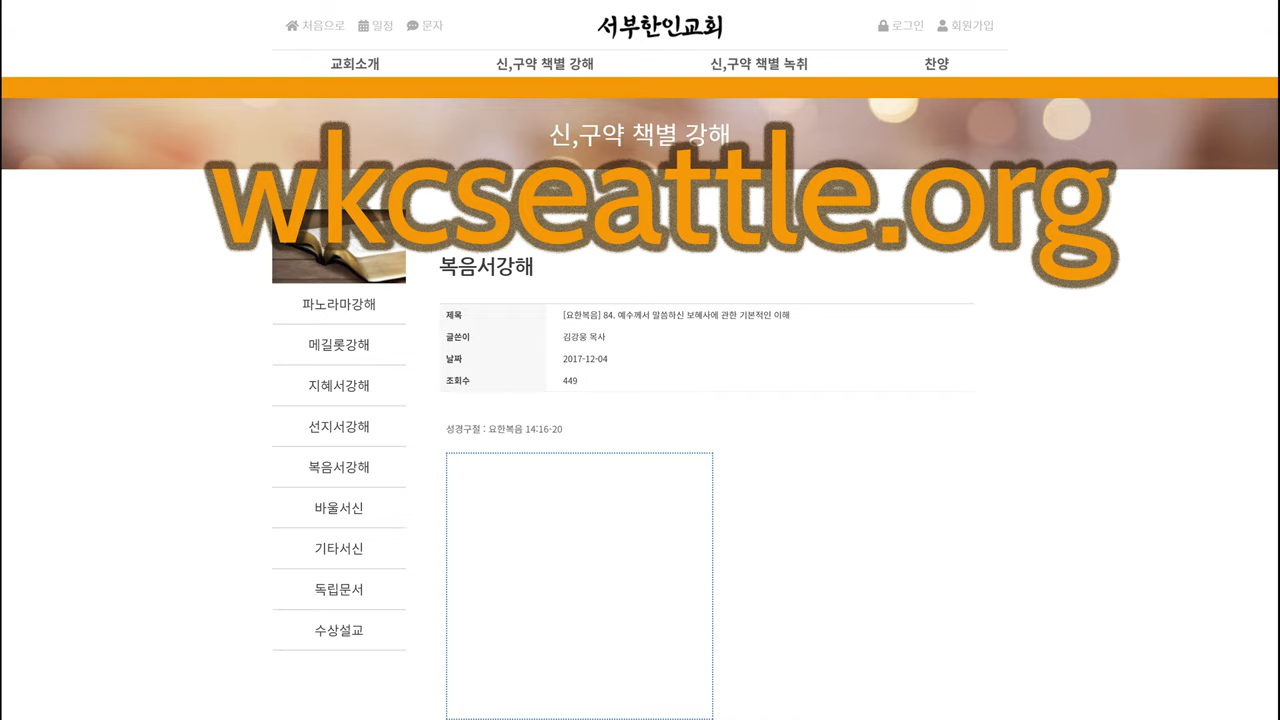 처음으로 일정 문자
서부한인교회
로그인 회원가입
교회소개 신,구약 책별 강해 신,구약 책별 녹취 찬양
신,구약 책별 강해
wkcseattle.org
복음서강해
파노라마강해
메길롯강해
지혜서강해
선지서강해
복음서강해
바울서신
기타서신
독립문서
수상설교
제목 [요한복음] 84. 예수께서 말씀하신 보혜사에 관한 기본적인 이해
글쓴이 김강웅 목사
날짜 2017-12-04
조회수 449
성경구절 : 요한복음 14:16-20